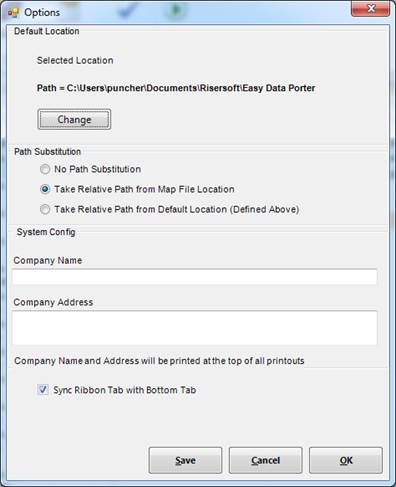 Options
Default Location
Selected Location
Path = C:\Users\puncher\Documents\Risersoft\Easy Data Porter
Change
Path Substitution
No Path Substitution
Take Relative Path from Map File Location
Take Relative Path from Default Location (Defined Above)
System Config
Company Name
Company Address
Company Name and Address will be printed at the top of all printouts
Sync Ribbon Tab with Bottom Tab
Save Cancel OK